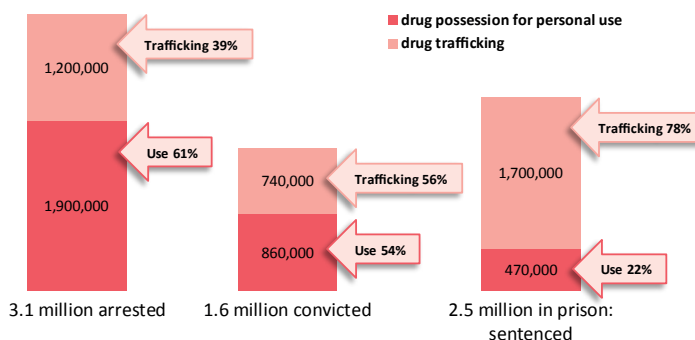 drug possession for personal use
drug trafficking
Trafficking 39%
1,200,000
Use 61%
1,900,000
3.1 million arrested
Trafficking 56%
740,000
Use 54%
860,000
1.6 million convicted
Trafficking 78%
1,700,000
Use 22%
470,000
2.5 million in prison:
sentenced